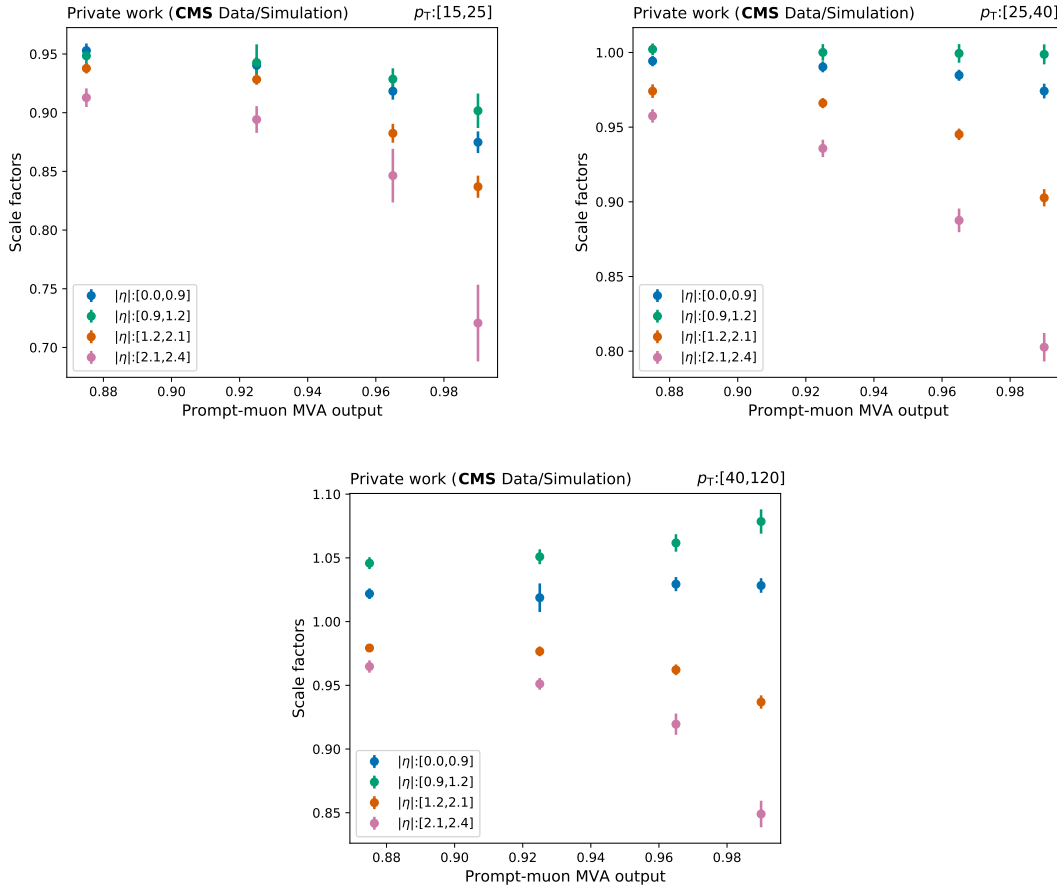 Private work (CMS Data/Simulation) pT:[15,25]
0.95
0.90
0.85
0.80
0.75
0.70
Scale factors
|η|:[0.0,0.9]
|η|:[0.9,1.2]
|η|:[1.2,2.1]
|η|:[2.1,2.4]
0.88 0.90 0.92 0.94 0.96 0.98
Prompt-muon MVA output
Private work (CMS Data/Simulation) pT:[25,40]
1.00
0.95
0.90
0.85
0.80
Scale factors
|η|:[0.0,0.9]
|η|:[0.9,1.2]
|η|:[1.2,2.1]
|η|:[2.1,2.4]
0.88 0.90 0.92 0.94 0.96 0.98
Prompt-muon MVA output
Private work (CMS Data/Simulation) pT:[40,120]
1.10
1.05
1.00
0.95
0.90
0.85
Scale factors
|η|:[0.0,0.9]
|η|:[0.9,1.2]
|η|:[1.2,2.1]
|η|:[2.1,2.4]
0.88 0.90 0.92 0.94 0.96 0.98
Prompt-muon MVA output